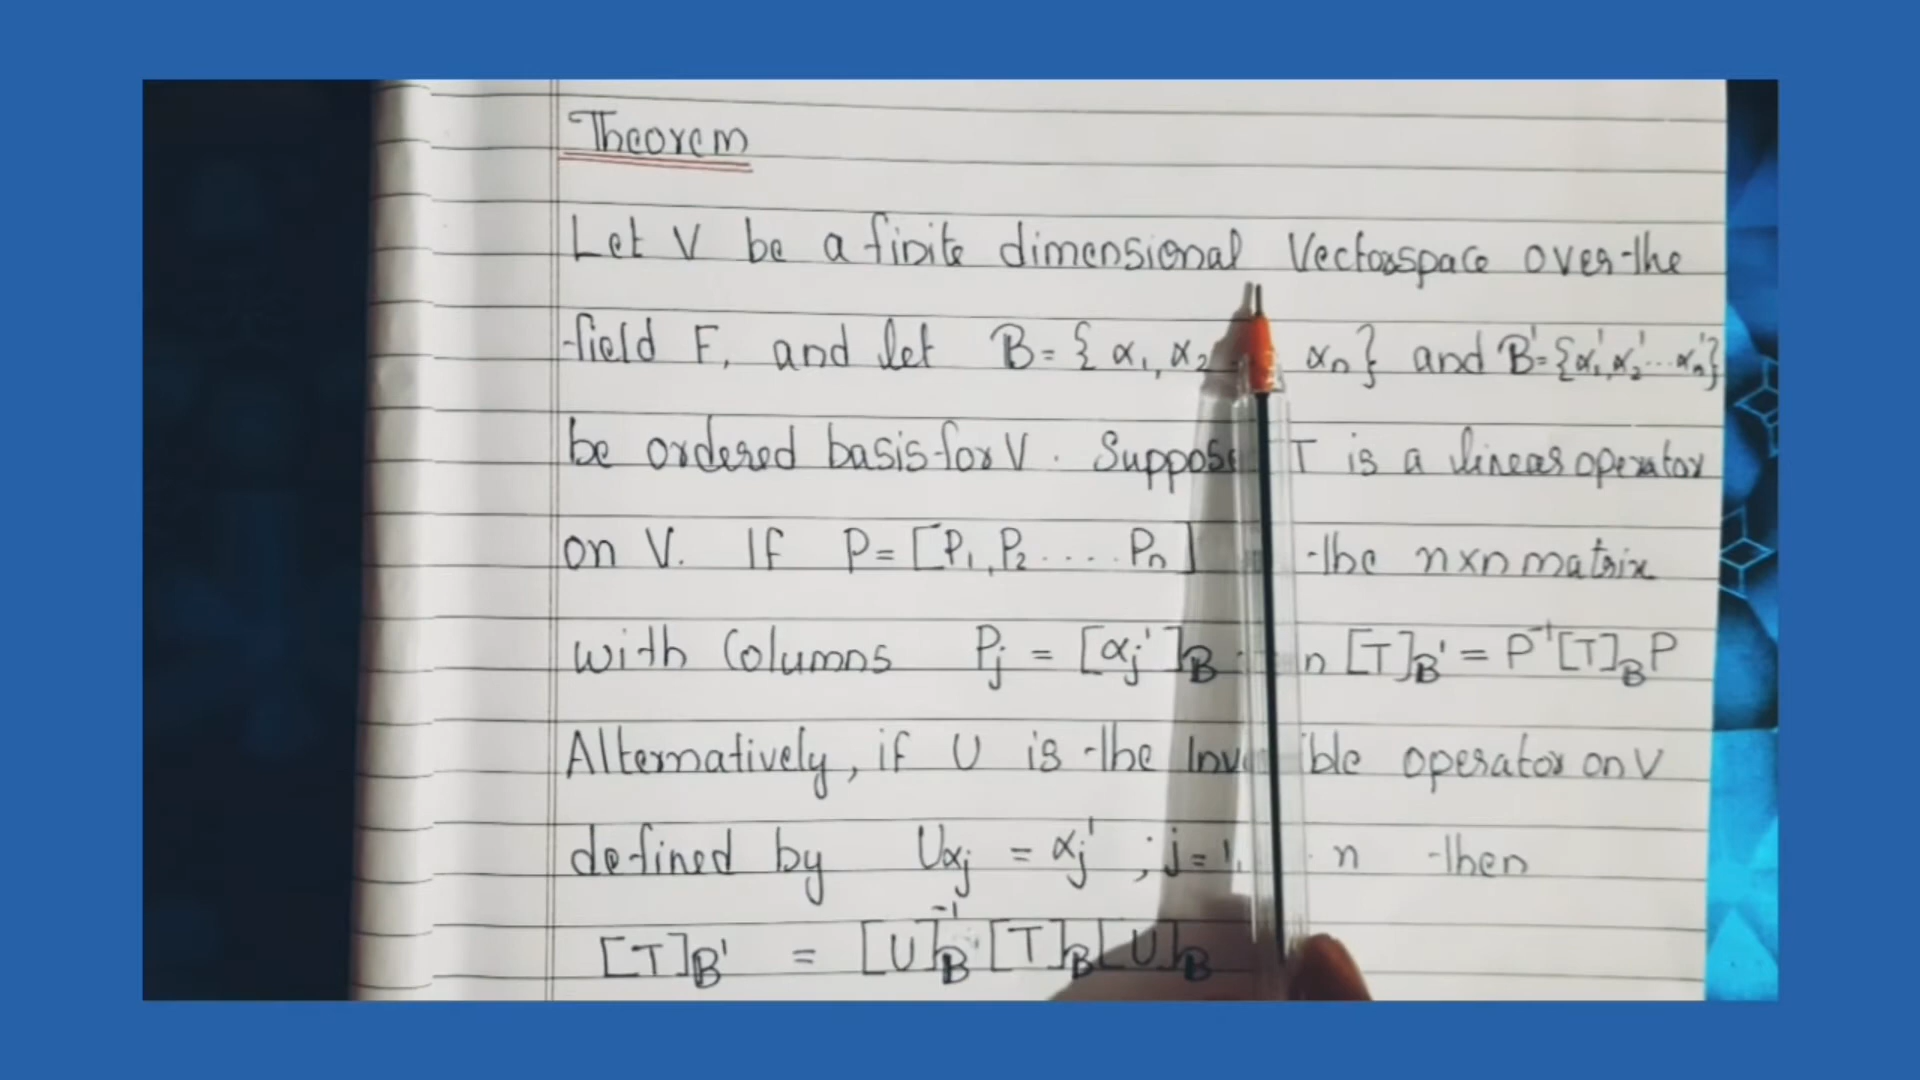 Theorem
Let V be a finite dimensional Vectorspace over the
field F, and let B = { α₁, α₂ αₙ} and B' = {α₁', α₂' ... αₙ'}
be ordered basis for V. Suppose T is a linear operator
on V. If P = [P₁, P₂ .... Pₙ] the n×n matrix
with Columns Pⱼ = [αⱼ']B [T]B' = P⁻¹[T]B P
Alternatively, if U is the operator on V
defined by Uαⱼ = αⱼ' ; j = 1, n then
[T]B' = [U]B⁻¹ [T]B [U]B